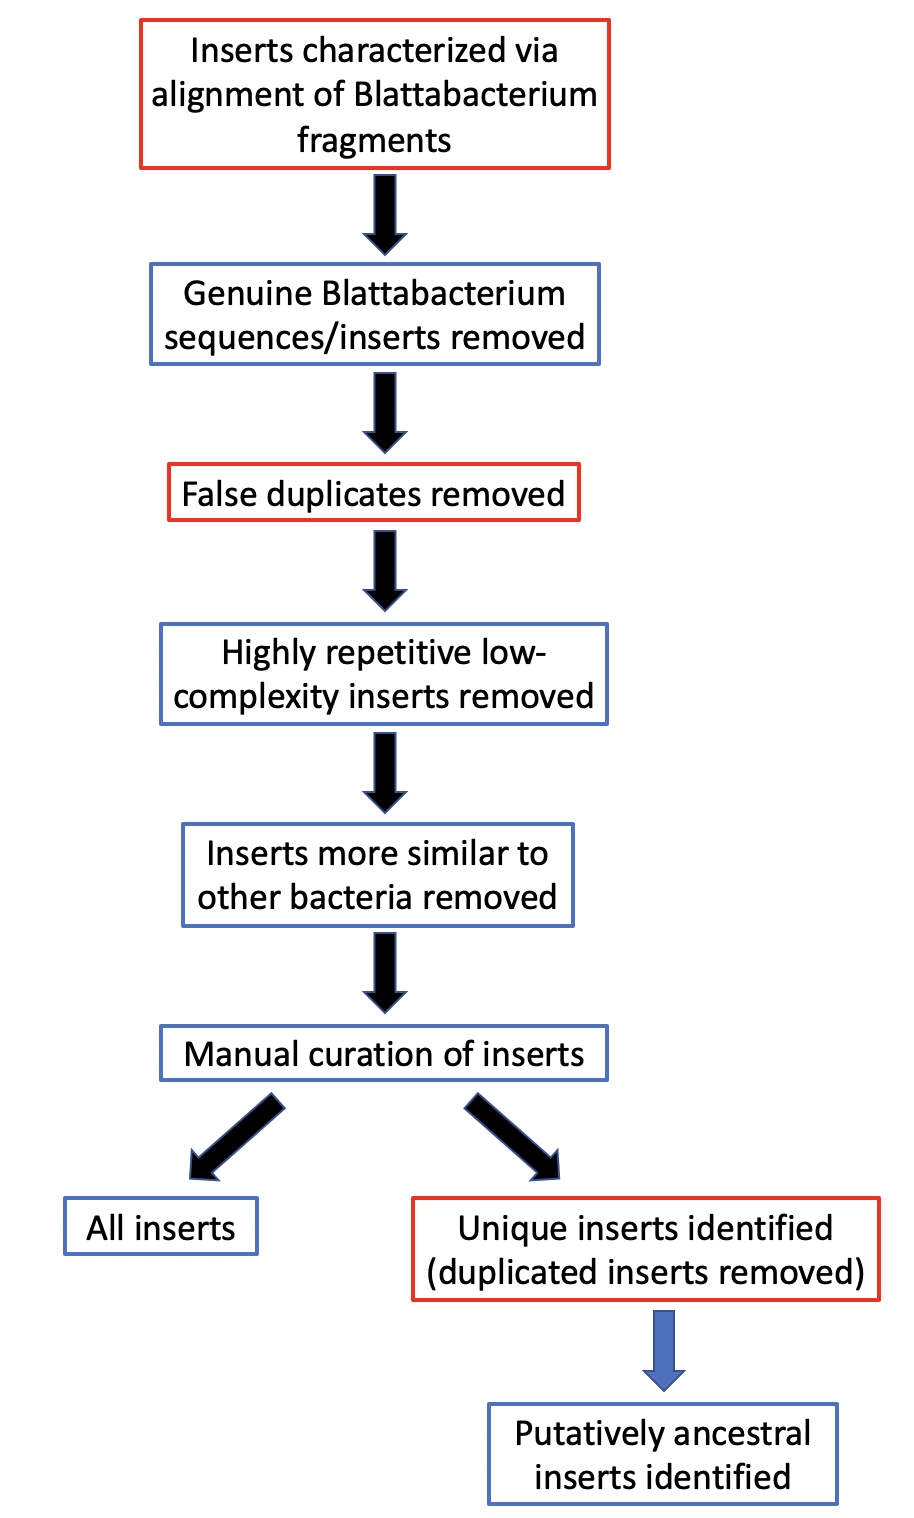 Inserts characterized via
alignment of Blattabacterium
fragments
Genuine Blattabacterium
sequences/inserts removed
False duplicates removed
Highly repetitive low-
complexity inserts removed
Inserts more similar to
other bacteria removed
Manual curation of inserts
All inserts
Unique inserts identified
(duplicated inserts removed)
Putatively ancestral
inserts identified